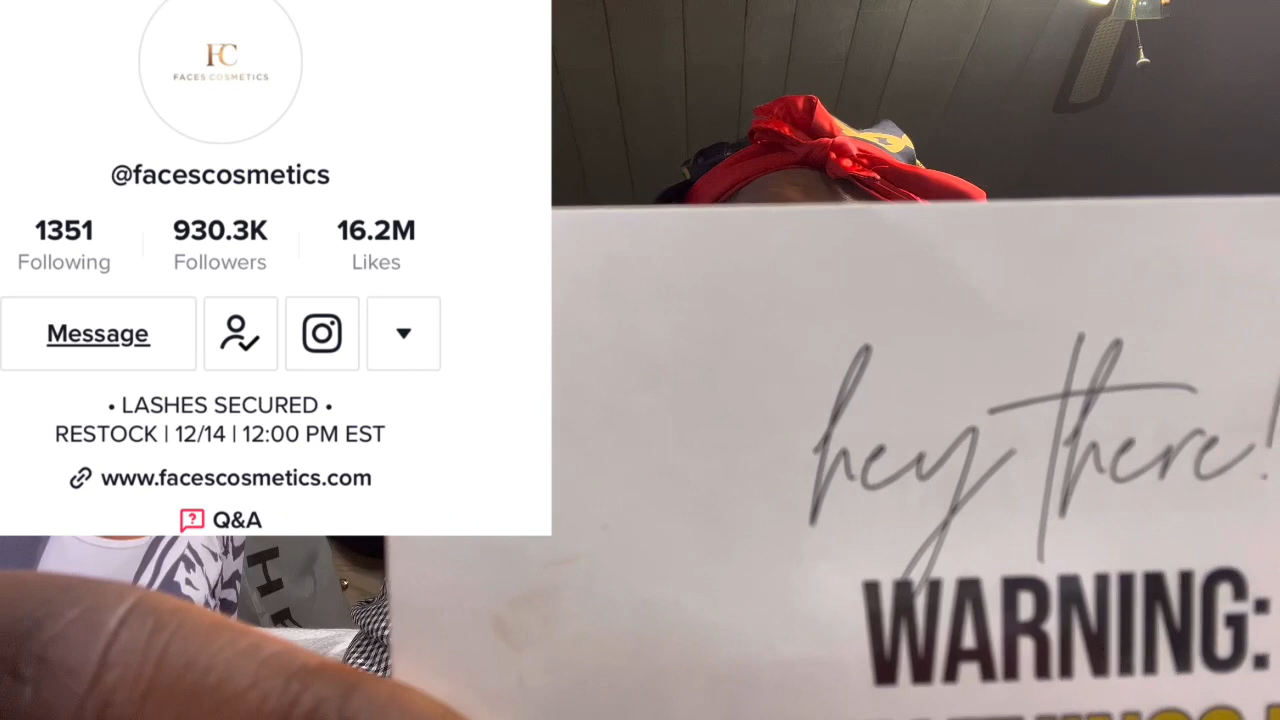 FC
FACES COSMETICS
@facescosmetics
1351 930.3K 16.2M
Following Followers Likes
Message
• LASHES SECURED •
RESTOCK | 12/14 | 12:00 PM EST
www.facescosmetics.com
Q&A
hey there!
WARNING: